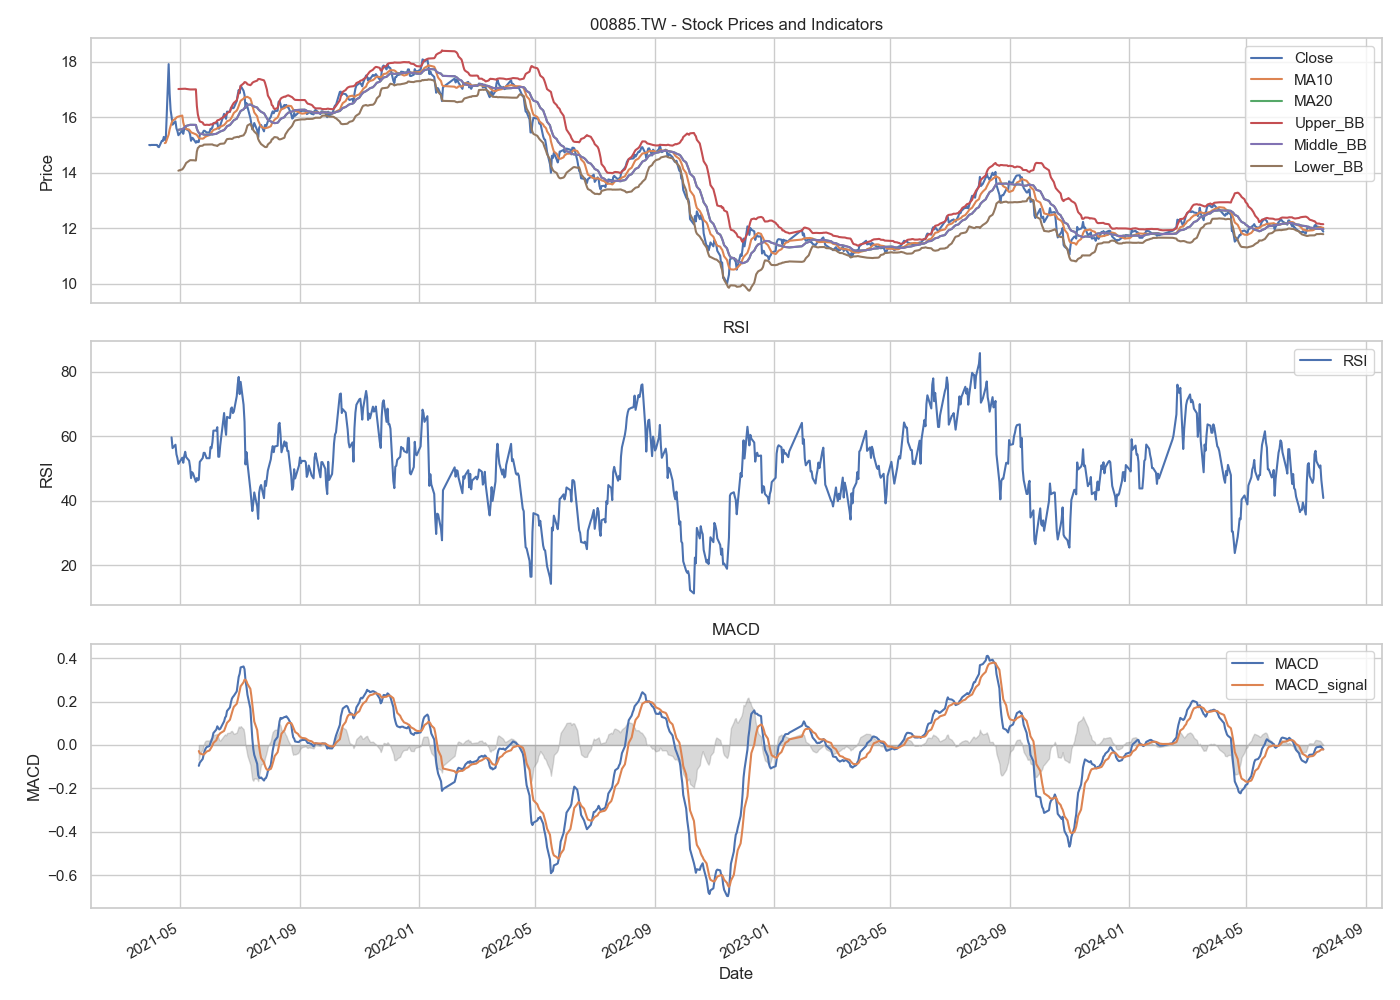 00885.TW - Stock Prices and Indicators
Price
18
16
14
12
10
Close
MA10
MA20
Upper_BB
Middle_BB
Lower_BB
RSI
RSI
80
60
40
20
RSI
MACD
MACD
0.4
0.2
0.0
−0.2
−0.4
−0.6
MACD
MACD_signal
2021-05
2021-09
2022-01
2022-05
2022-09
2023-01
2023-05
2023-09
2024-01
2024-05
2024-09
Date